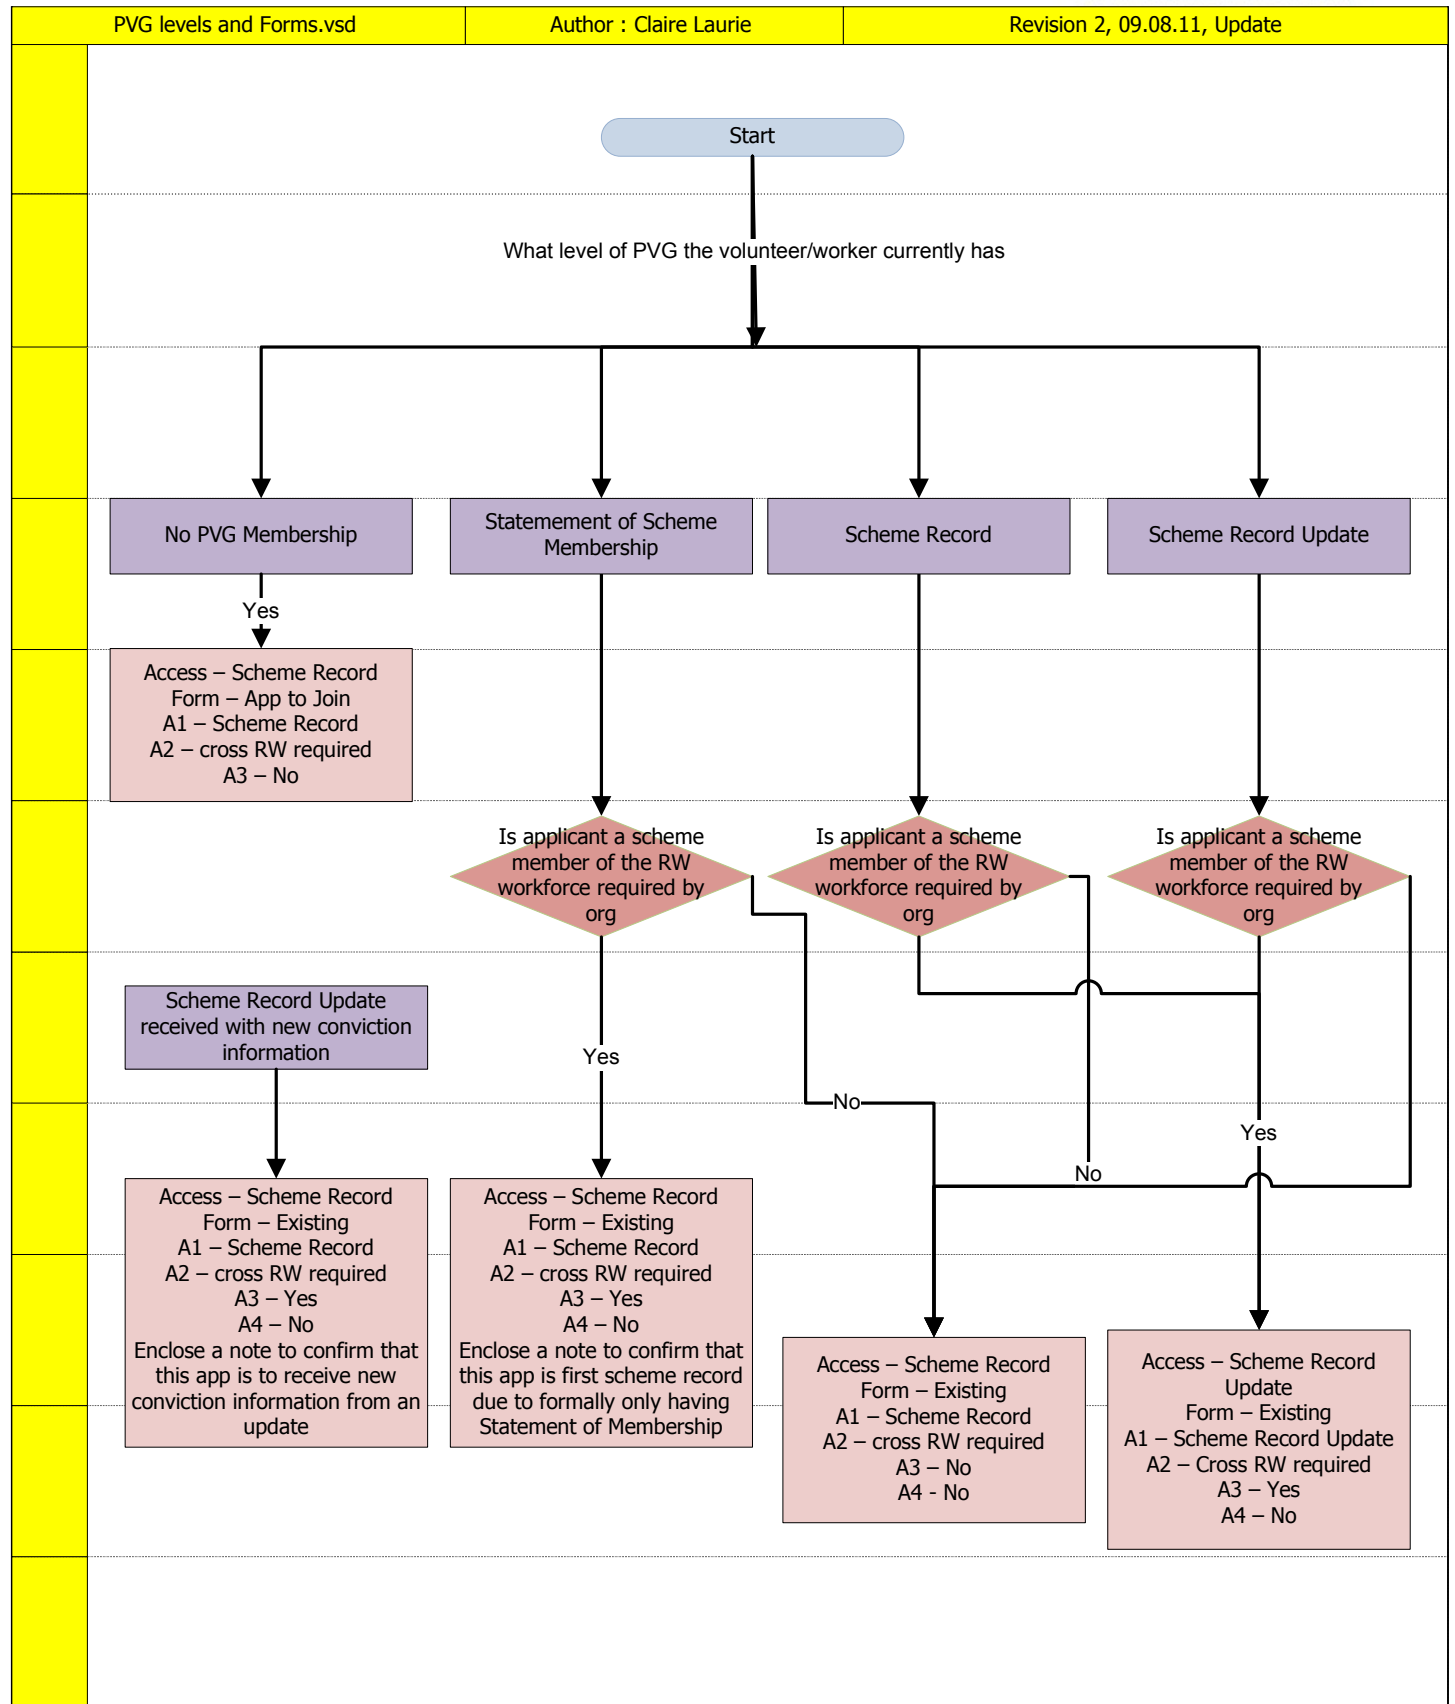 PVG levels and Forms.vsd
Author : Claire Laurie
Revision 2, 09.08.11, Update
Start
What level of PVG the volunteer/worker currently has
No PVG Membership
Statemement of Scheme
Membership
Scheme Record
Scheme Record Update
Yes
Access – Scheme Record
Form – App to Join
A1 – Scheme Record
A2 – cross RW required
A3 – No
Is applicant a scheme
member of the RW
workforce required by
org
Is applicant a scheme
member of the RW
workforce required by
org
Is applicant a scheme
member of the RW
workforce required by
org
Scheme Record Update
received with new conviction
information
Yes
No
Yes
No
Access – Scheme Record
Form – Existing
A1 – Scheme Record
A2 – cross RW required
A3 – Yes
A4 – No
Enclose a note to confirm that
this app is to receive new
conviction information from an
update
Access – Scheme Record
Form – Existing
A1 – Scheme Record
A2 – cross RW required
A3 – Yes
A4 – No
Enclose a note to confirm that
this app is first scheme record
due to formally only having
Statement of Membership
Access – Scheme Record
Form – Existing
A1 – Scheme Record
A2 – cross RW required
A3 – No
A4 - No
Access – Scheme Record
Update
Form – Existing
A1 – Scheme Record Update
A2 – Cross RW required
A3 – Yes
A4 – No